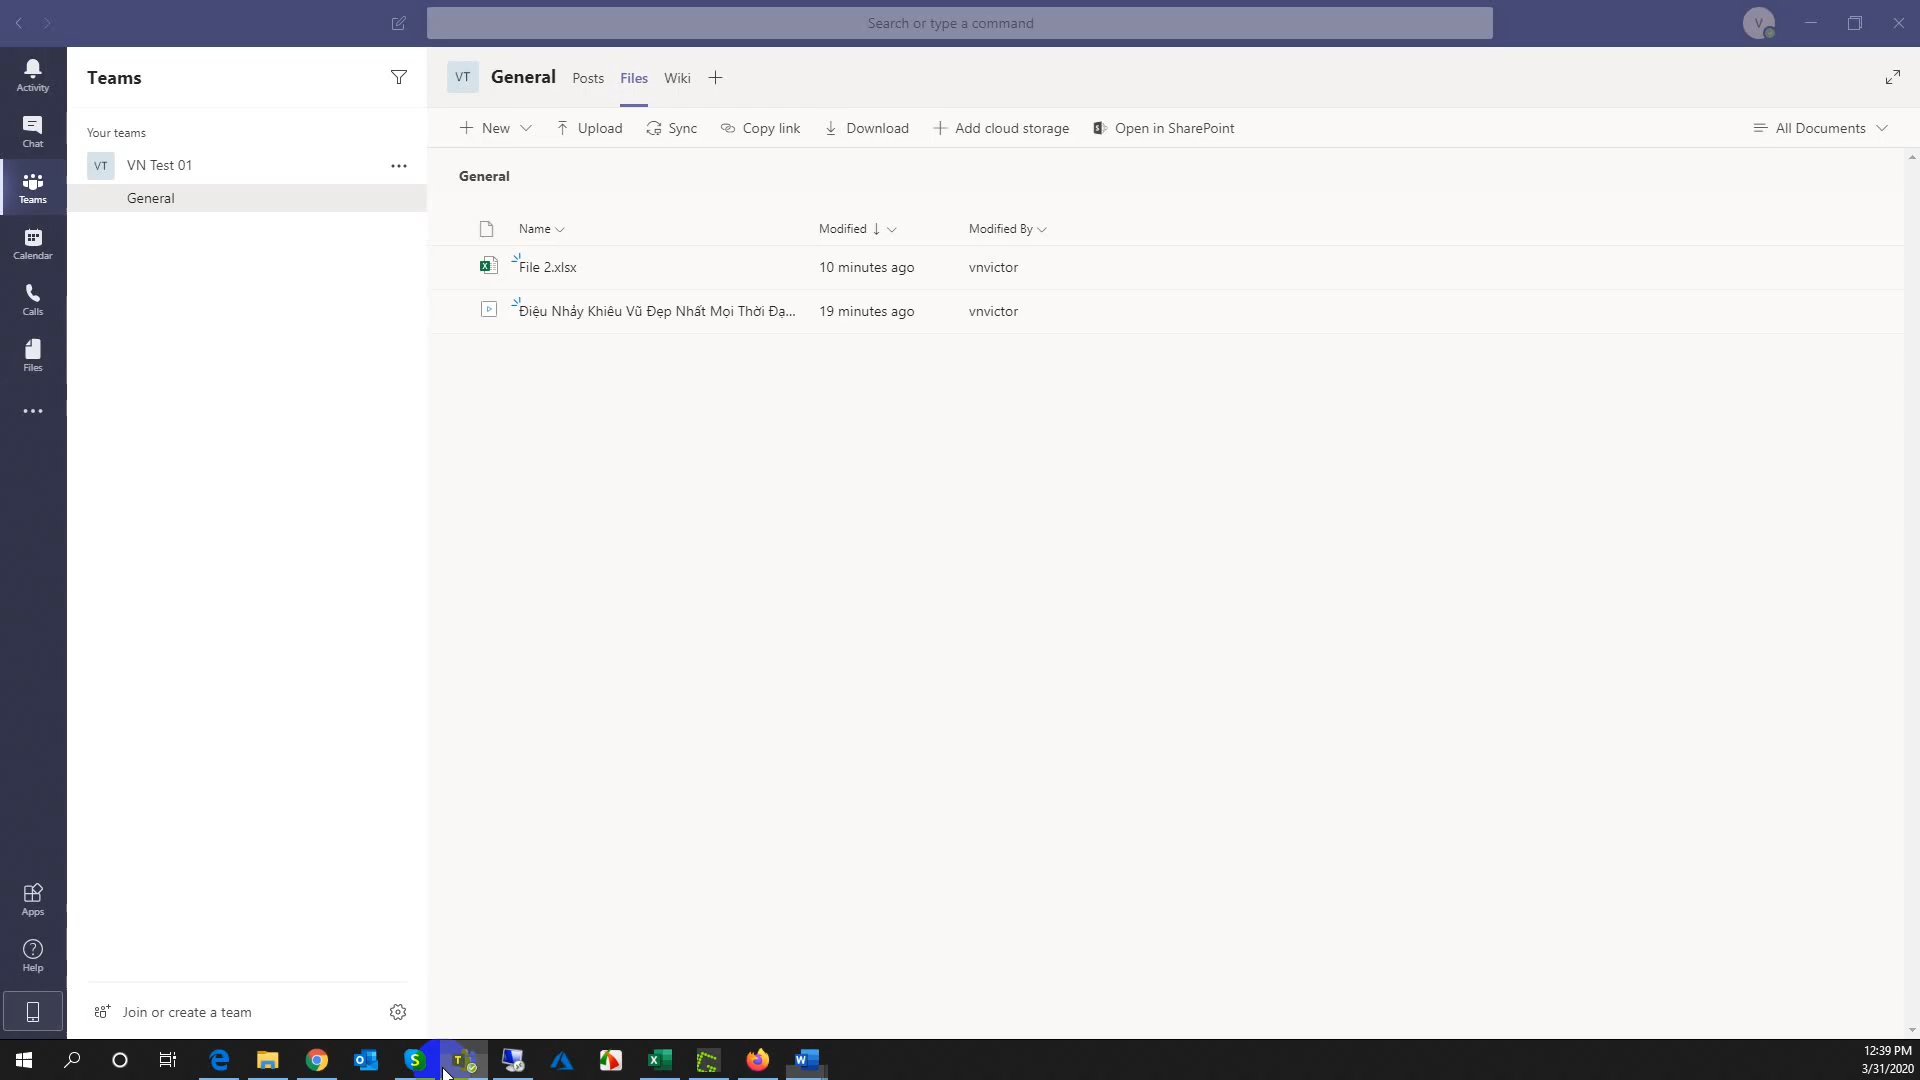 Search or type a command
V
Activity
Chat
Teams
Calendar
Calls
Files
Apps
Help
Teams
Your teams
VT VN Test 01
General
Join or create a team
VT General Posts Files Wiki
New Upload Sync Copy link Download Add cloud storage Open in SharePoint All Documents
General
Name Modified Modified By
File 2.xlsx 10 minutes ago vnvictor
Điệu Nhảy Khiêu Vũ Đẹp Nhất Mọi Thời Đạ... 19 minutes ago vnvictor
12:39 PM
3/31/2020